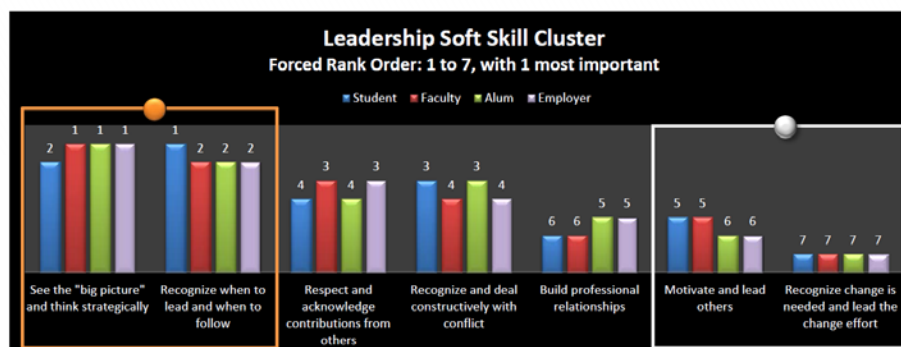 Leadership Soft Skill Cluster
Forced Rank Order: 1 to 7, with 1 most important
Student Faculty Alum Employer
2 1 1 1
1 2 2 2
4 3 4 3
3 4 3 4
6 6 5 5
5 5 6 6
7 7 7 7
See the "big picture"
and think strategically
Recognize when to
lead and when to
follow
Respect and
acknowledge
contributions from
others
Recognize and deal
constructively with
conflict
Build professional
relationships
Motivate and lead
others
Recognize change is
needed and lead the
change effort